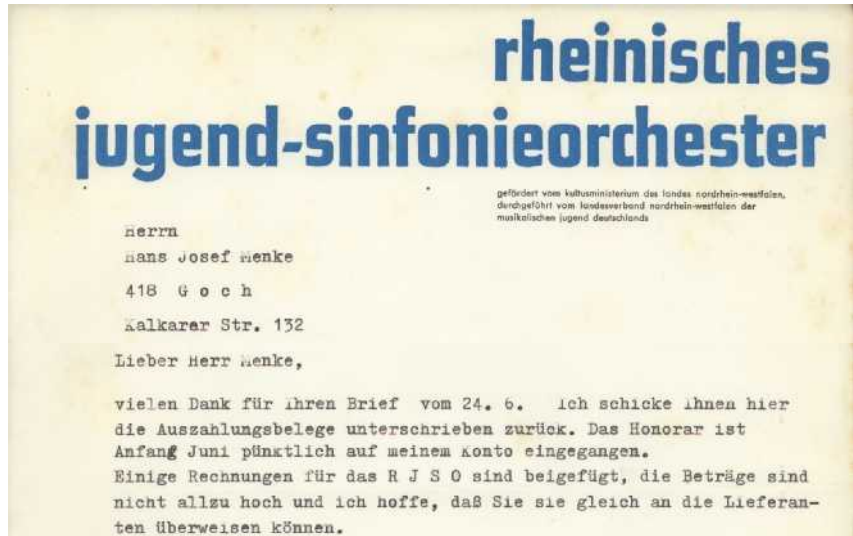 rheinisches
jugend-sinfonieorchester
gefördert vom kultusministerium des landes nordrhein-westfalen,
durchgeführt vom landesverband nordrhein-westfalen der
musikalischen jugend deutschlands
Herrn
Hans Josef Menke
418 G o c h
Kalkarer Str. 132
Lieber Herr Menke,
vielen Dank für Ihren Brief vom 24. 6. Ich schicke Ihnen hier
die Auszahlungsbelege unterschrieben zurück. Das Honorar ist
Anfang Juni pünktlich auf meinem Konto eingegangen.
Einige Rechnungen für das R J S O sind beigefügt, die Beträge sind
nicht allzu hoch und ich hoffe, daß Sie sie gleich an die Lieferan-
ten überweisen können.